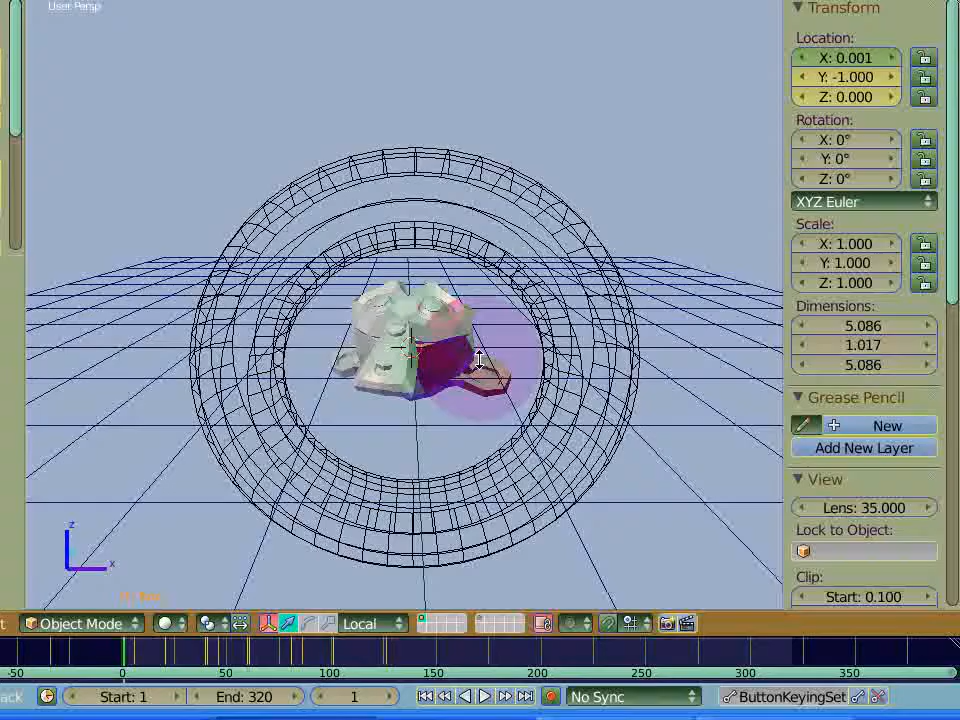 User Persp
Transform
Location:
X: 0.001
Y: -1.000
Z: 0.000
Rotation:
X: 0°
Y: 0°
Z: 0°
XYZ Euler
Scale:
X: 1.000
Y: 1.000
Z: 1.000
Dimensions:
5.086
1.017
5.086
Grease Pencil
New
Add New Layer
View
Lens: 35.000
Lock to Object:
Clip:
Start: 0.100
z
x
t Object Mode Local
-50 0 50 100 150 200 250 300 350
ack Start: 1 End: 320 1 No Sync ButtonKeyingSet